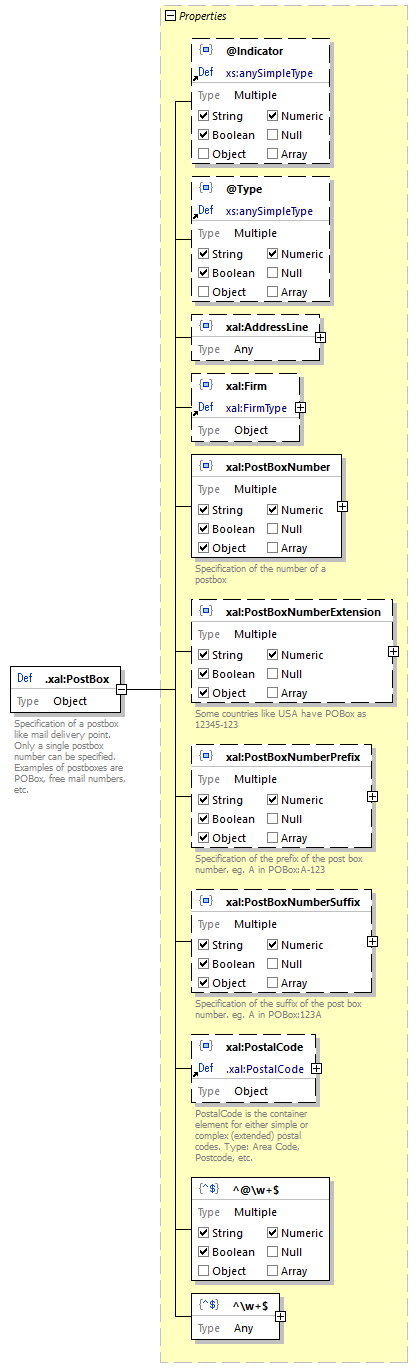 Properties
@Indicator
Def xs:anySimpleType
Type Multiple
String Numeric
Boolean Null
Object Array
@Type
Def xs:anySimpleType
Type Multiple
String Numeric
Boolean Null
Object Array
xal:AddressLine
Type Any
xal:Firm
Def xal:FirmType
Type Object
xal:PostBoxNumber
Type Multiple
String Numeric
Boolean Null
Object Array
Specification of the number of a
postbox
xal:PostBoxNumberExtension
Type Multiple
String Numeric
Boolean Null
Object Array
Some countries like USA have POBox as
12345-123
Def .xal:PostBox
Type Object
Specification of a postbox
like mail delivery point.
Only a single postbox
number can be specified.
Examples of postboxes are
POBox, free mail numbers,
etc.
xal:PostBoxNumberPrefix
Type Multiple
String Numeric
Boolean Null
Object Array
Specification of the prefix of the post box
number. eg. A in POBox:A-123
xal:PostBoxNumberSuffix
Type Multiple
String Numeric
Boolean Null
Object Array
Specification of the suffix of the post box
number. eg. A in POBox:123A
xal:PostalCode
Def .xal:PostalCode
Type Object
PostalCode is the container
element for either simple or
complex (extended) postal
codes. Type: Area Code,
Postcode, etc.
{^$} ^@\w+$
Type Multiple
String Numeric
Boolean Null
Object Array
{^$} ^\w+$
Type Any